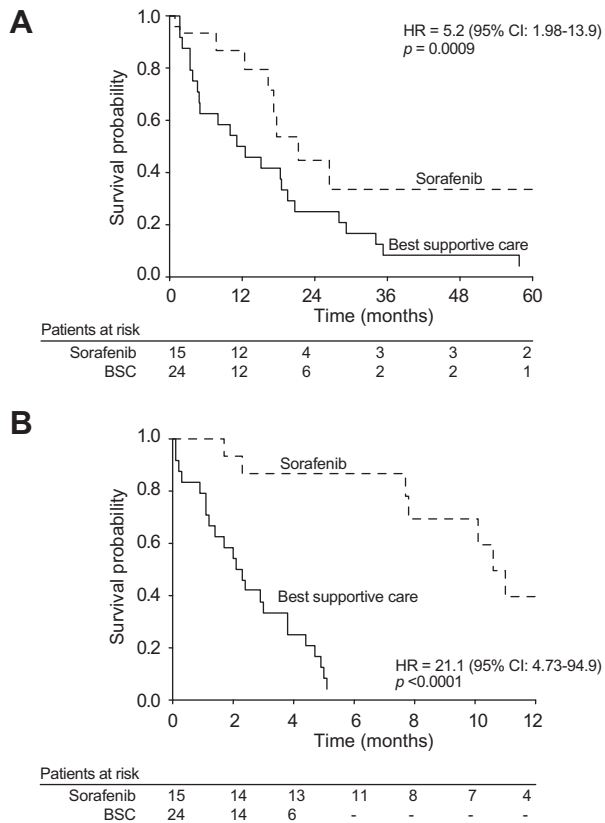 A
HR = 5.2 (95% CI: 1.98-13.9)
p = 0.0009
Survival probability
1.0
0.8
0.6
0.4
0.2
0.0
Sorafenib
Best supportive care
0 12 24 36 48 60
Time (months)
Patients at risk
Sorafenib 15 12 4 3 3 2
BSC 24 12 6 2 2 1
B
Survival probability
1.0
0.8
0.6
0.4
0.2
0.0
Sorafenib
Best supportive care
HR = 21.1 (95% CI: 4.73-94.9)
p <0.0001
0 2 4 6 8 10 12
Time (months)
Patients at risk
Sorafenib 15 14 13 11 8 7 4
BSC 24 14 6 - - - -